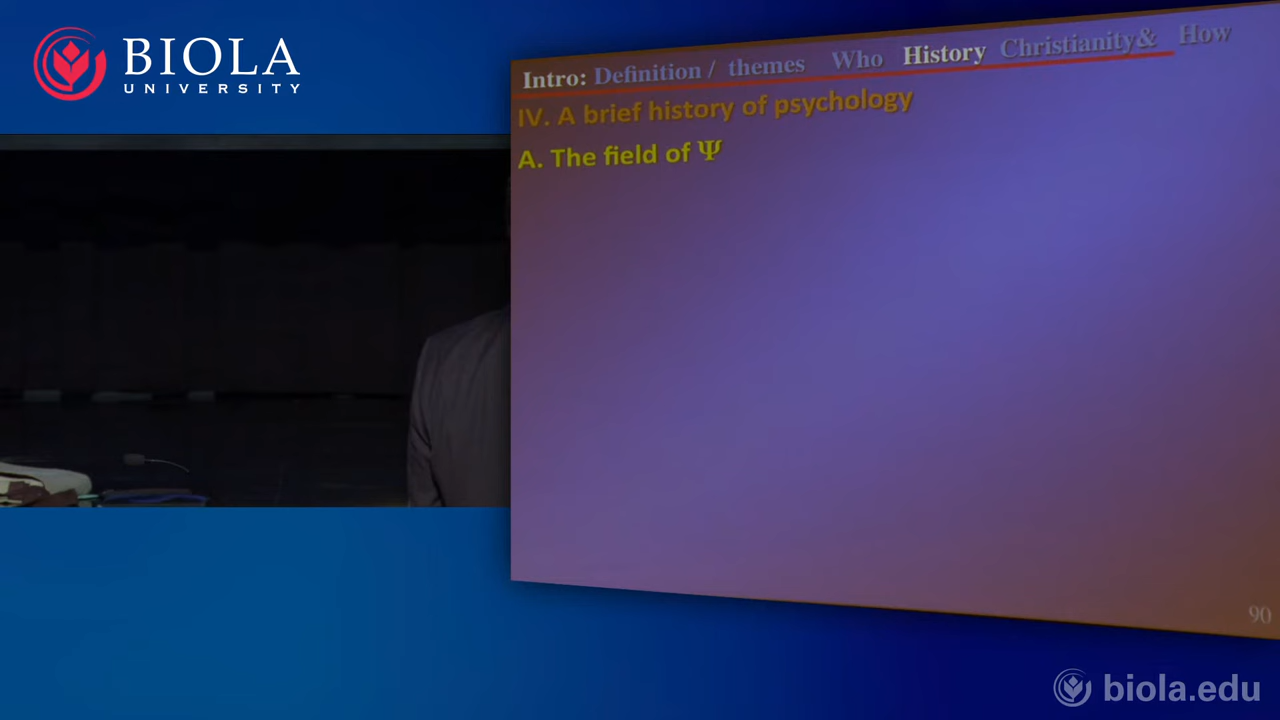 BIOLA
UNIVERSITY
Intro: Definition / themes Who History Christianity& How
IV. A brief history of psychology
A. The field of Ψ
90
biola.edu